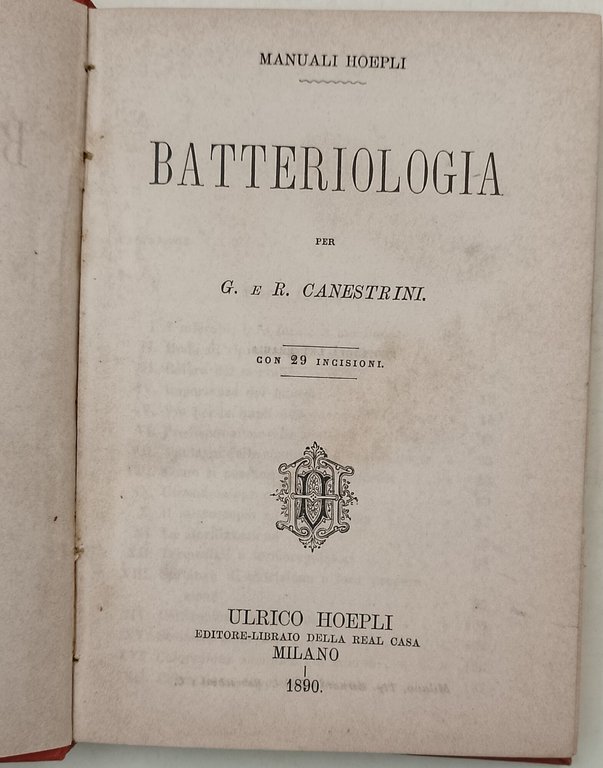 MANUALI HOEPLI
BATTERIOLOGIA
PER
G. E R. CANESTRINI.
CON 29 INCISIONI.
ULRICO HOEPLI
EDITORE-LIBRAIO DELLA REAL CASA
MILANO
1890.